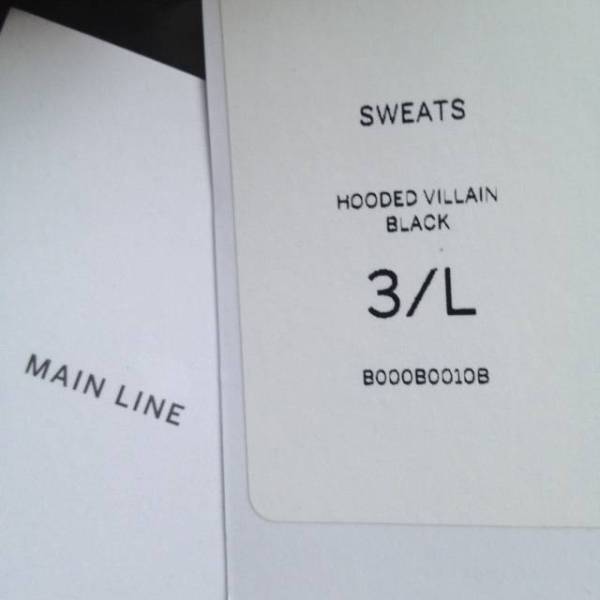 MAIN LINE
SWEATS
HOODED VILLAIN
BLACK
3/L
B000B0010B